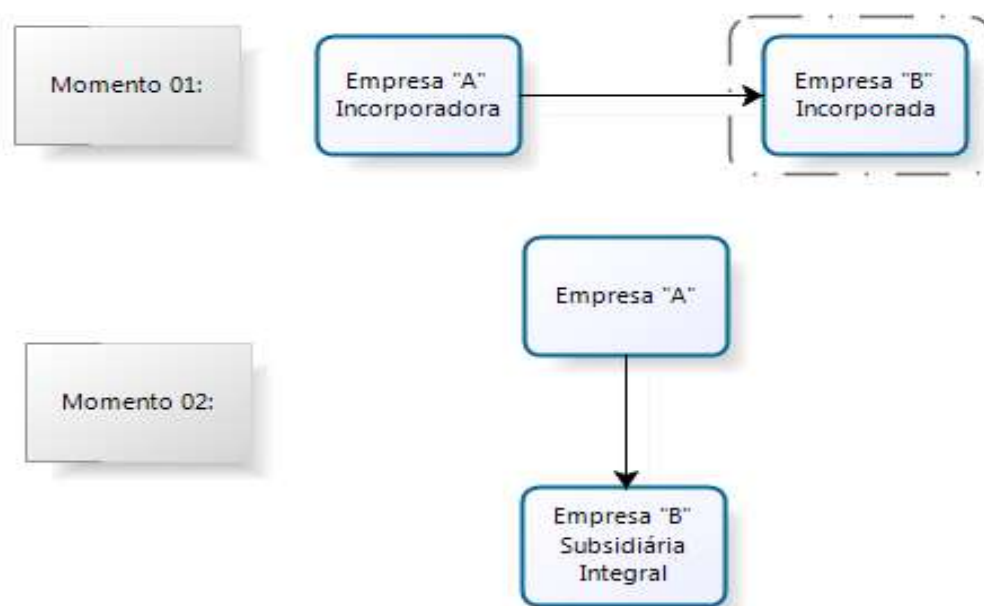 Momento 01:
Empresa "A"
Incorporadora
Empresa "B"
Incorporada
Empresa "A"
Momento 02:
Empresa "B"
Subsidiária
Integral